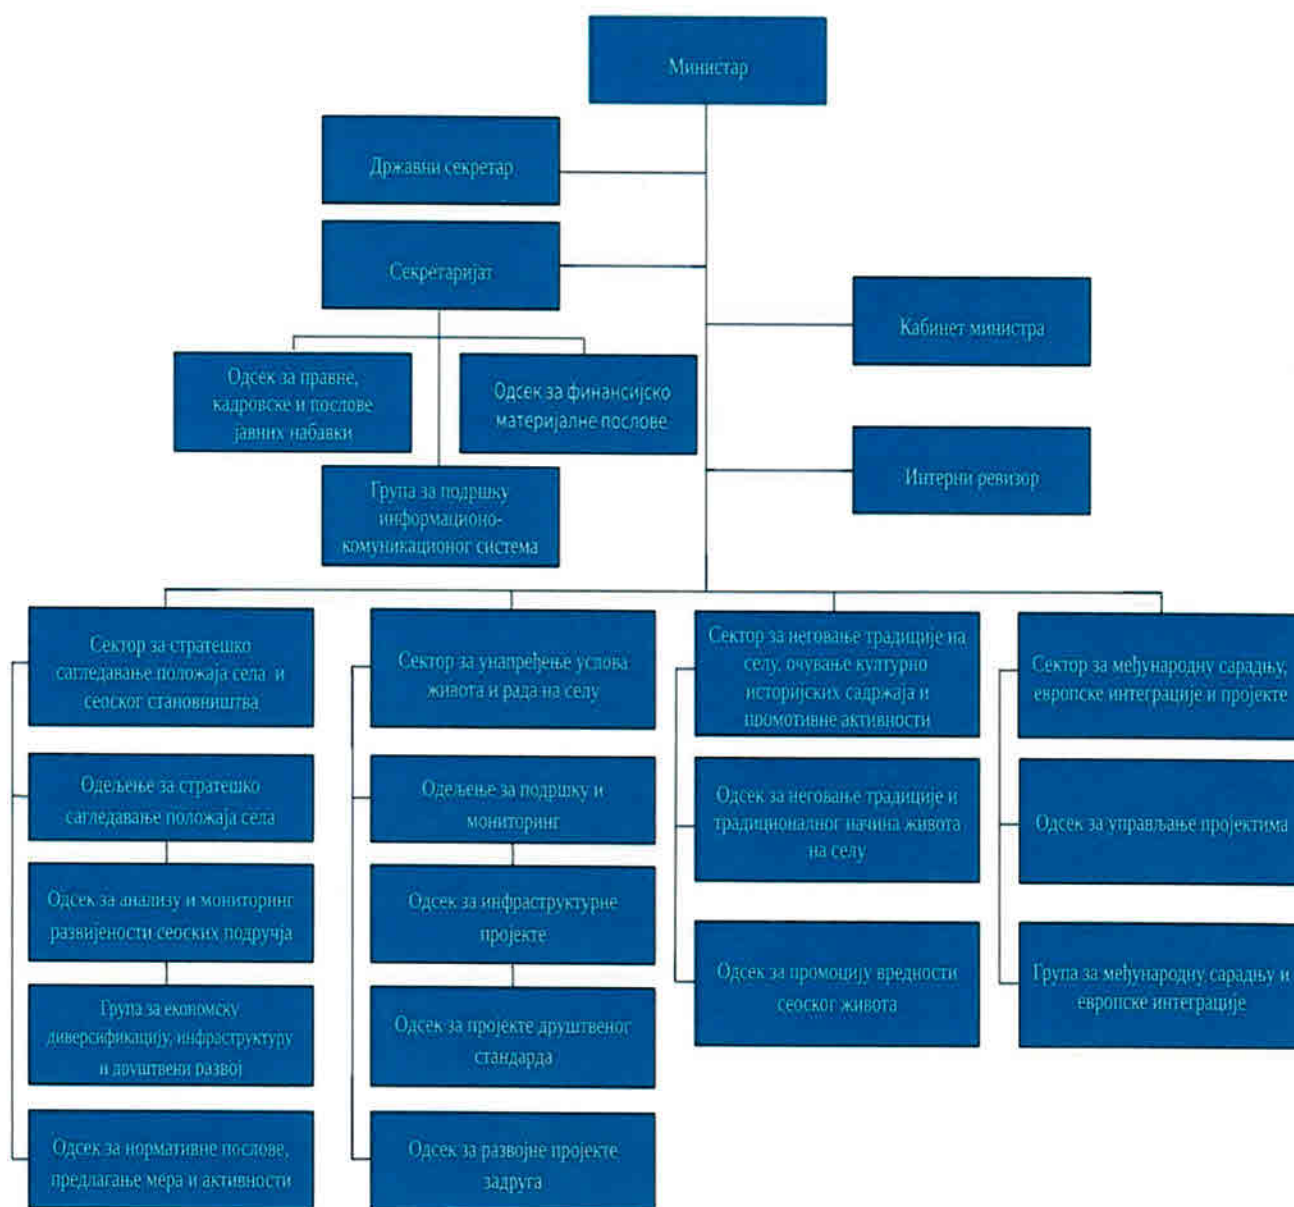 Министар
Државни секретар
Секретаријат
Кабинет министра
Одсек за правне,
кадровске и послове
јавних набавки
Одсек за финансијско
материјалне послове
Интерни ревизор
Група за подршку
информационо-
комуникационог система
Сектор за стратешко
сагледавање положаја села и
сеоског становништва
Сектор за унапређење услова
живота и рада на селу
Сектор за неговање традиције на
селу, очување културно
историјских садржаја и
промотивне активности
Сектор за међународну сарадњу,
европске интеграције и пројекте
Одељење за стратешко
сагледавање положаја села
Одељење за подршку и
мониторинг
Одсек за неговање традиције и
традиционалног начина живота
на селу
Одсек за управљање пројектима
Одсек за анализу и мониторинг
развијености сеоских подручја
Одсек за инфраструктурне
пројекте
Одсек за промоцију вредности
сеоског живота
Група за међународну сарадњу и
европске интеграције
Група за економску
диверсификацију, инфраструктуру
и друштвени развој
Одсек за пројекте друштвеног
стандарда
Одсек за нормативне послове,
предлагање мера и активности
Одсек за развојне пројекте
задруга